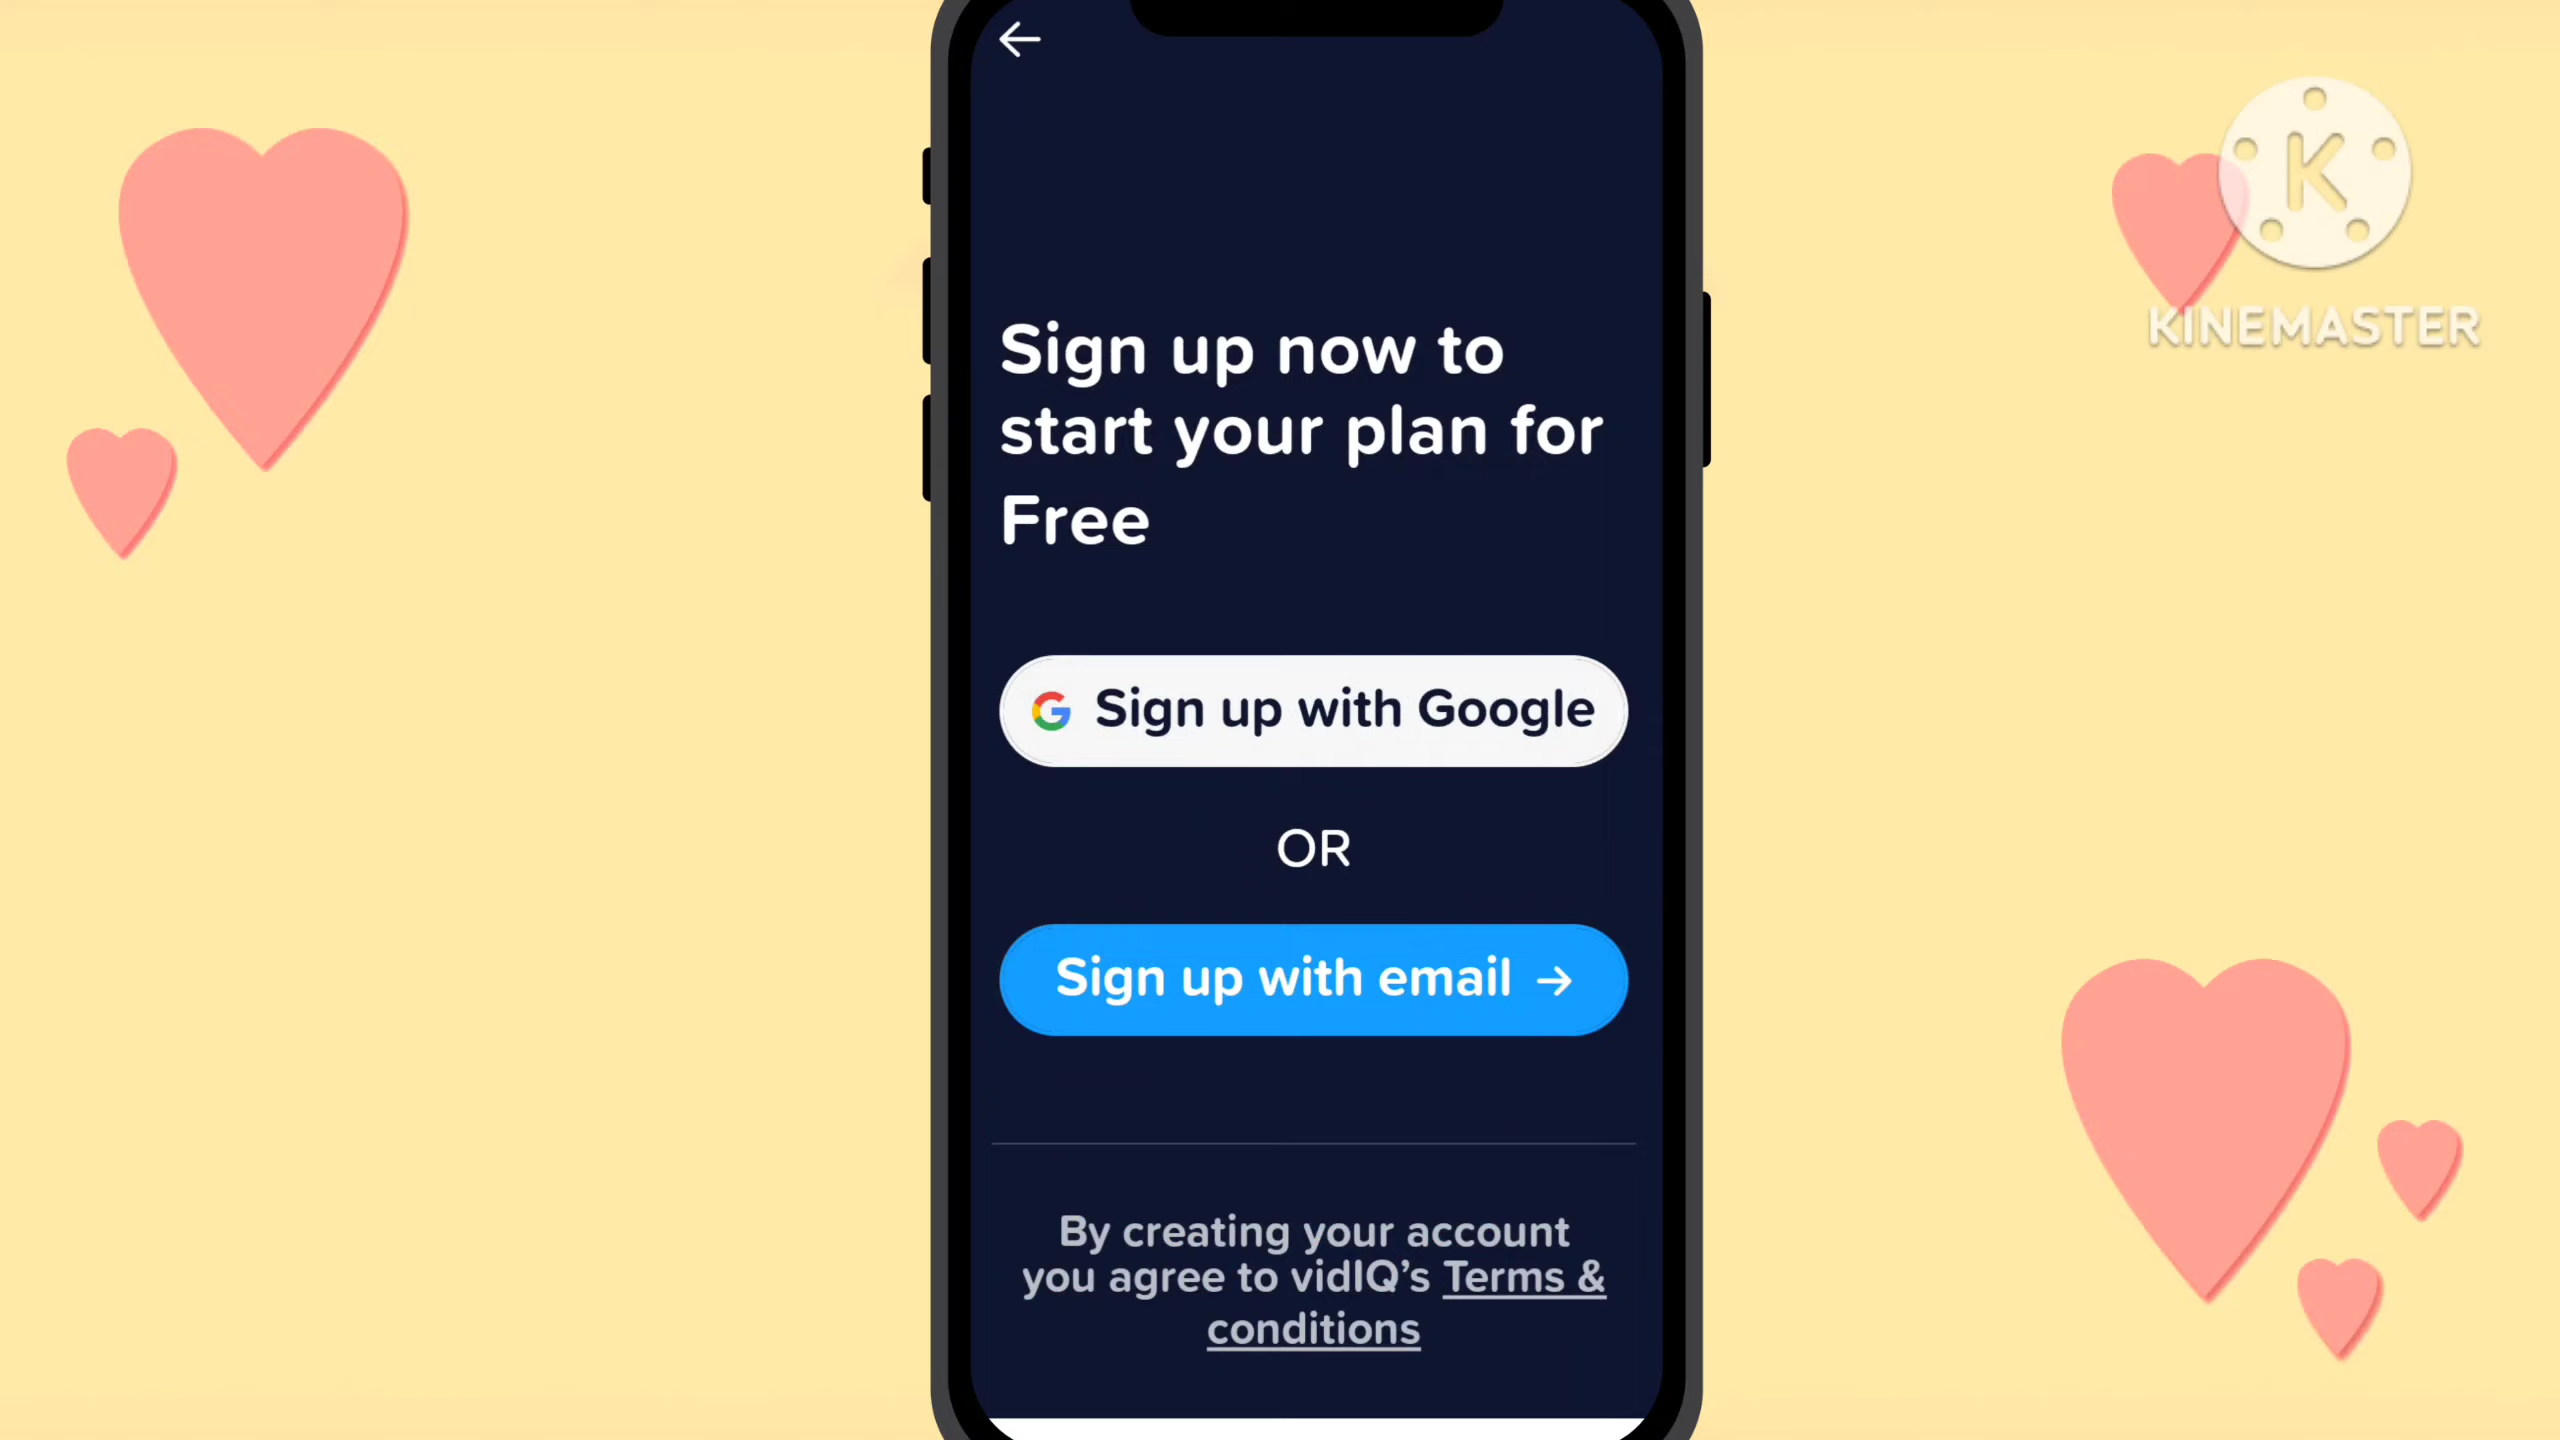 Sign up now to
start your plan for
Free
Sign up with Google
OR
Sign up with email →
By creating your account
you agree to vidIQ’s Terms &
conditions
K
KINEMASTER